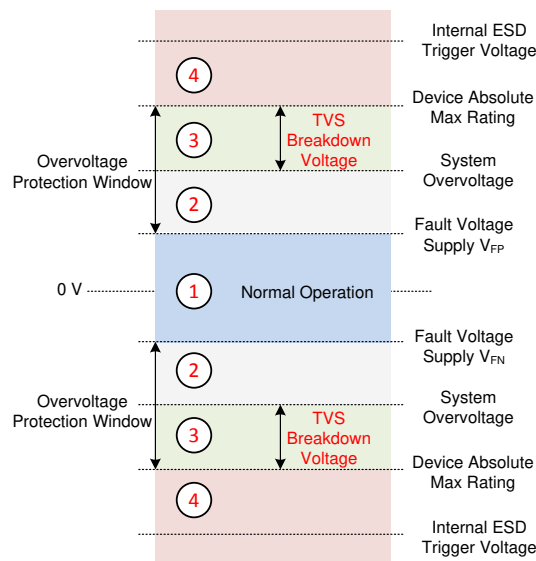 Internal ESD
Trigger Voltage
4
Device Absolute
Max Rating
TVS
Breakdown
Voltage
3
Overvoltage
Protection Window
System
Overvoltage
2
Fault Voltage
Supply VFP
0 V
1
Normal Operation
Fault Voltage
Supply VFN
2
System
Overvoltage
Overvoltage
Protection Window
3
TVS
Breakdown
Voltage
Device Absolute
Max Rating
4
Internal ESD
Trigger Voltage